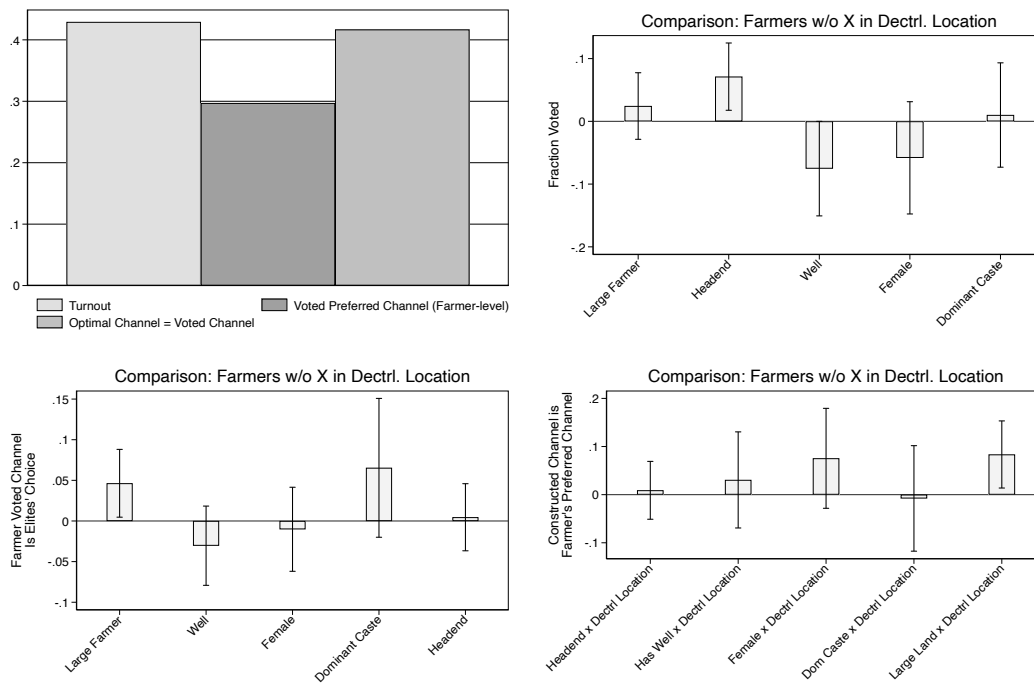 .4
.3
.2
.1
0
Turnout
Voted Preferred Channel (Farmer-level)
Optimal Channel = Voted Channel
Comparison: Farmers w/o X in Dectrl. Location
Fraction Voted
.1
0
-.1
-.2
Large Farmer
Headend
Well
Female
Dominant Caste
Comparison: Farmers w/o X in Dectrl. Location
Farmer Voted Channel
Is Elites' Choice
.15
.1
.05
0
-.05
-.1
Large Farmer
Well
Female
Dominant Caste
Headend
Comparison: Farmers w/o X in Dectrl. Location
Constructed Channel is
Farmer's Preferred Channel
.2
.1
0
-.1
Headend x Dectrl Location
Has Well x Dectrl Location
Female x Dectrl Location
Dom Caste x Dectrl Location
Large Land x Dectrl Location